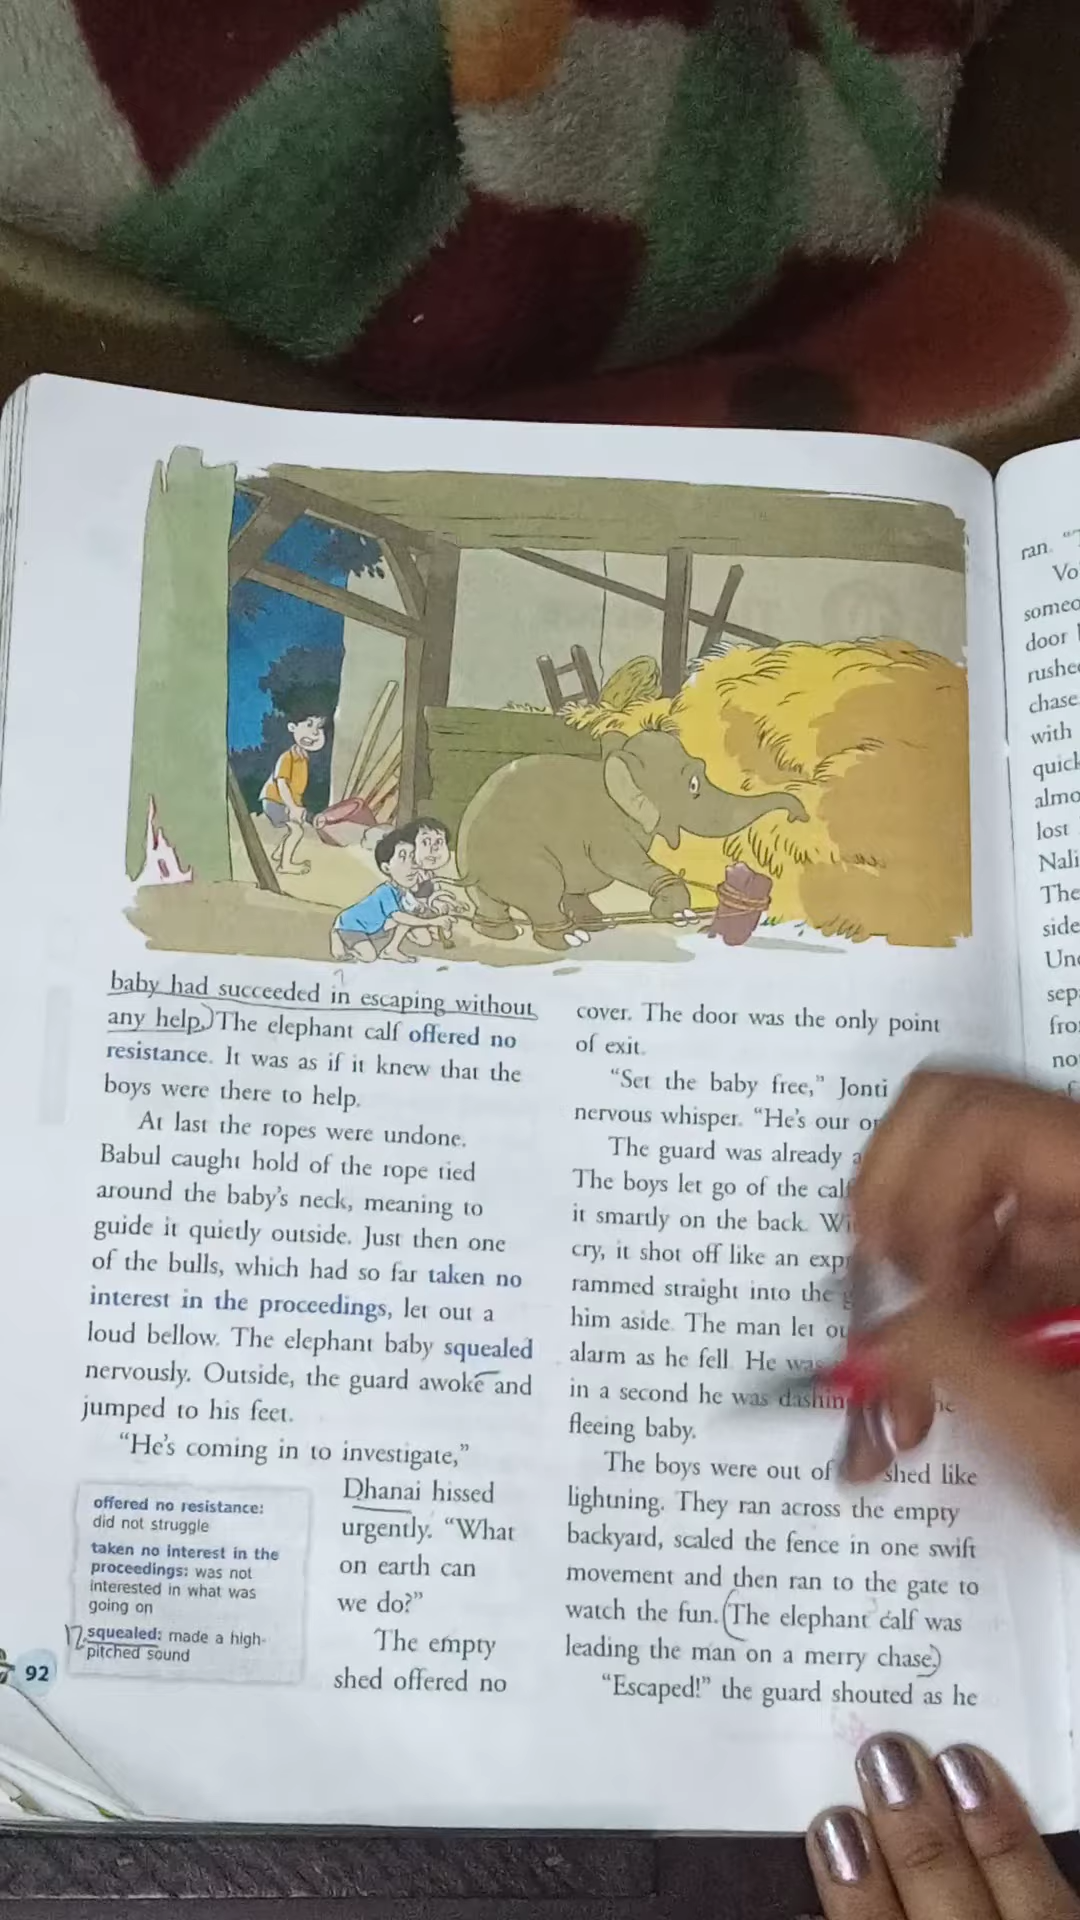 baby had succeeded in escaping without
any help. The elephant calf offered no
resistance. It was as if it knew that the
boys were there to help.
At last the ropes were undone.
Babul caught hold of the rope tied
around the baby's neck, meaning to
guide it quietly outside. Just then one
of the bulls, which had so far taken no
interest in the proceedings, let out a
loud bellow. The elephant baby squealed
nervously. Outside, the guard awoke and
jumped to his feet.
"He's coming in to investigate,"
Dhanai hissed
urgently. "What
on earth can
we do?"
The empty
shed offered no
offered no resistance:
did not struggle
taken no interest in the
proceedings: was not
interested in what was
going on
squealed: made a high-
pitched sound
92
cover. The door was the only point
of exit.
"Set the baby free," Jonti
nervous whisper. "He's our
The guard was already
The boys let go of the
it smartly on the back.
cry, it shot off like an
rammed straight into the
him aside. The man let
alarm as he fell. He was
in a second he was
fleeing baby.
The boys were out of shed like
lightning. They ran across the empty
backyard, scaled the fence in one swift
movement and then ran to the gate to
watch the fun. (The elephant calf was
leading the man on a merry chase.)
"Escaped!" the guard shouted as he
ran.
door
chase
with
lost
The
side